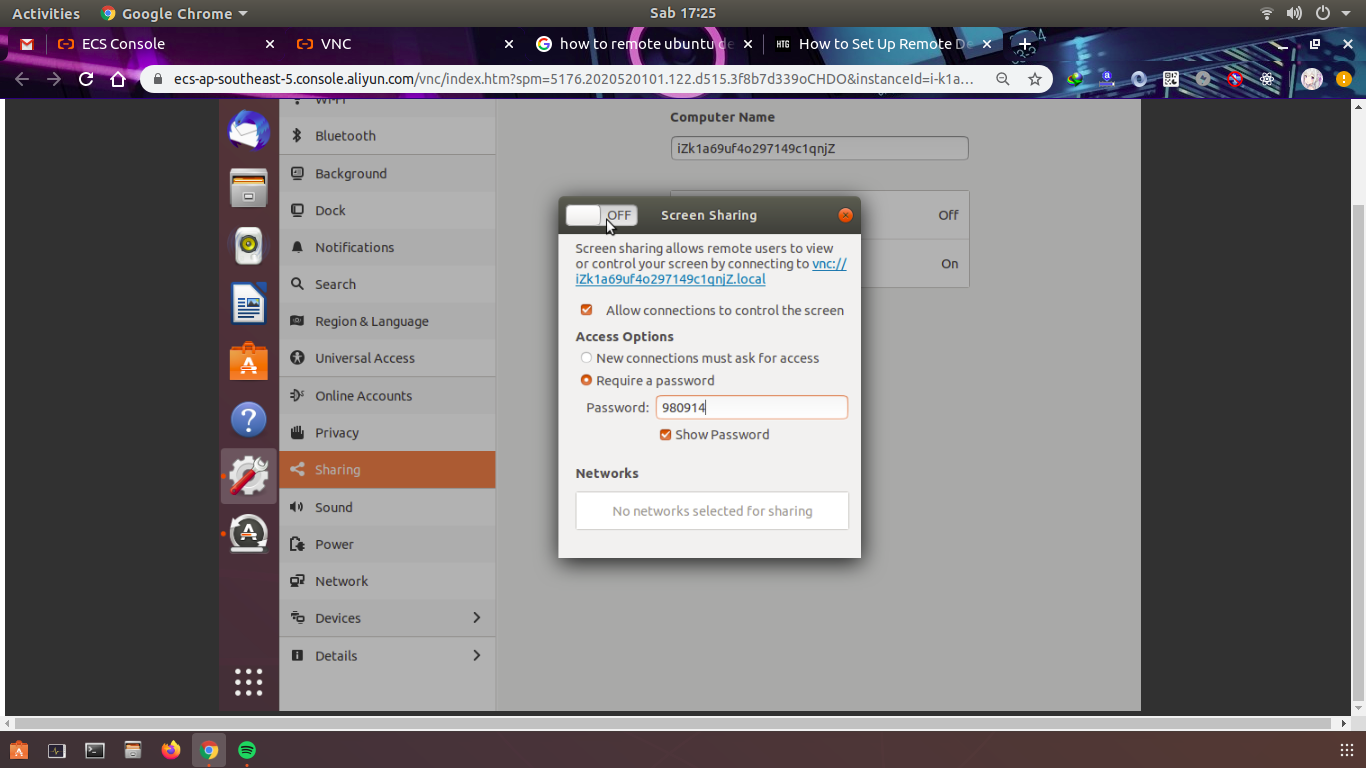 Activities
Google Chrome
Sab 17:25
ECS Console
VNC
how to remote ubuntu de
HTG
How to Set Up Remote De
ecs-ap-southeast-5.console.aliyun.com/vnc/index.htm?spm=5176.2020520101.122.d515.3f8b7d339oCHDO&instanceId=i-k1a...
Wi-Fi
Bluetooth
Background
Dock
Notifications
Search
Region & Language
Universal Access
Online Accounts
Privacy
Sharing
Sound
Power
Network
Devices
Details
Computer Name
iZk1a69uf4o297149c1qnjZ
Off
On
OFF
Screen Sharing
Screen sharing allows remote users to view
or control your screen by connecting to vnc://
iZk1a69uf4o297149c1qnjZ.local
Allow connections to control the screen
Access Options
New connections must ask for access
Require a password
Password:
980914
Show Password
Networks
No networks selected for sharing